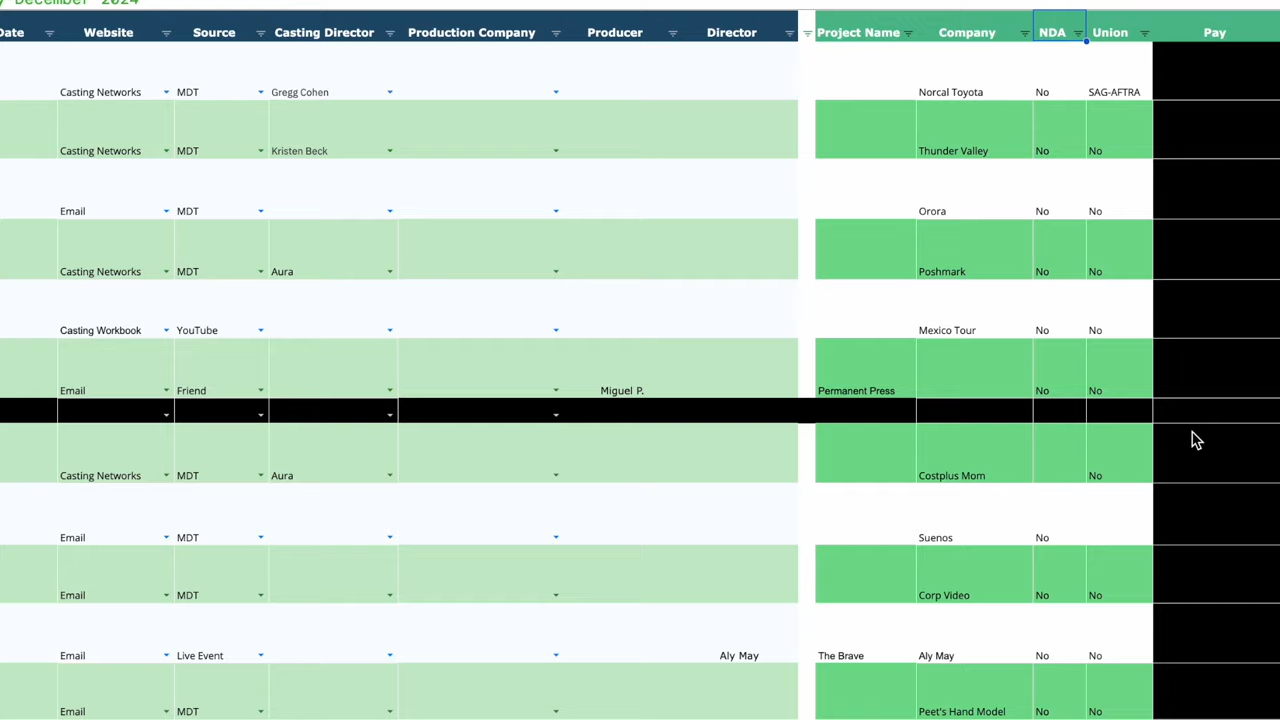 y December 2024
Date Website Source Casting Director Production Company Producer Director Project Name Company NDA Union Pay
Casting Networks MDT Gregg Cohen Norcal Toyota No SAG-AFTRA
Casting Networks MDT Kristen Beck Thunder Valley No No
Email MDT Orora No No
Casting Networks MDT Aura Poshmark No No
Casting Workbook YouTube Mexico Tour No No
Email Friend Miguel P. Permanent Press No No
Casting Networks MDT Aura Costplus Mom No
Email MDT Suenos No
Email MDT Corp Video No No
Email Live Event Aly May The Brave Aly May No No
Email MDT Peet's Hand Model No No